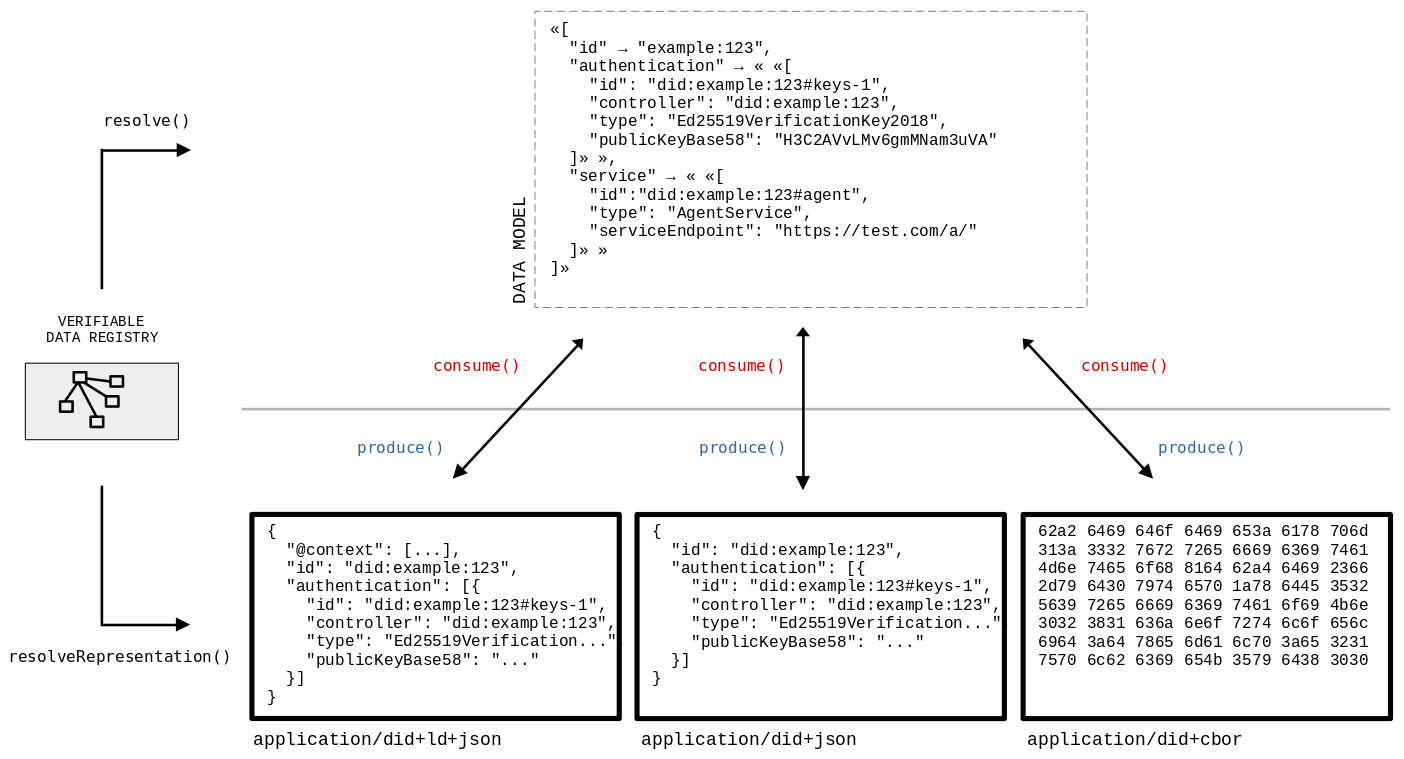 «[
  "id" → "example:123",
  "authentication" → « «[
    "id": "did:example:123#keys-1",
    "controller": "did:example:123",
    "type": "Ed25519VerificationKey2018",
    "publicKeyBase58": "H3C2AVvLMv6gmMNam3uVA"
  ]» »,
  "service" → « «[
    "id":"did:example:123#agent",
    "type": "AgentService",
    "serviceEndpoint": "https://test.com/a/"
  ]» »
]»
DATA MODEL
resolve()
VERIFIABLE
DATA REGISTRY
resolveRepresentation()
consume()
consume()
consume()
produce()
produce()
produce()
{
  "@context": [...],
  "id": "did:example:123",
  "authentication": [{
    "id": "did:example:123#keys-1",
    "controller": "did:example:123",
    "type": "Ed25519Verification...",
    "publicKeyBase58": "..."
  }]
}
application/did+ld+json
{
  "id": "did:example:123",
  "authentication": [{
    "id": "did:example:123#keys-1",
    "controller": "did:example:123",
    "type": "Ed25519Verification..."
    "publicKeyBase58": "..."
  }]
}
application/did+json
62a2 6469 646f 6469 653a 6178 706d
313a 3332 7672 7265 6669 6369 7461
4d6e 7465 6f68 8164 62a4 6469 2366
2d79 6430 7974 6570 1a78 6445 3532
5639 7265 6669 6369 7461 6f69 4b6e
3032 3831 636a 6e6f 7274 6c6f 656c
6964 3a64 7865 6d61 6c70 3a65 3231
7570 6c62 6369 654b 3579 6438 3030
application/did+cbor